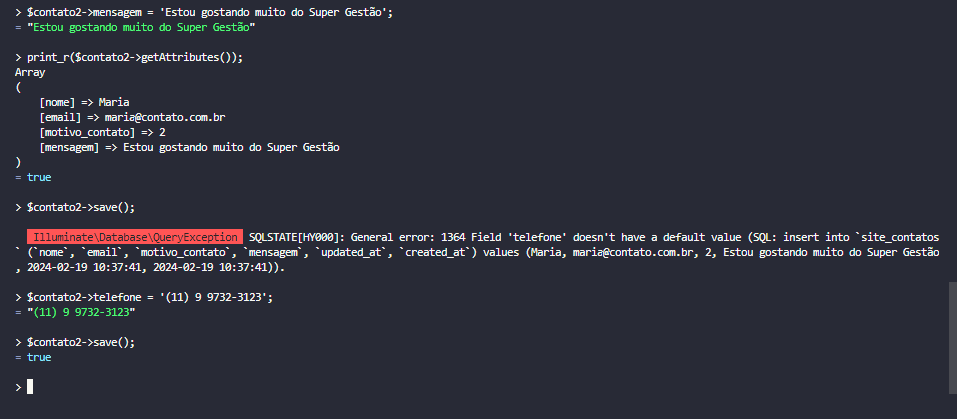 > $contato2->mensagem = 'Estou gostando muito do Super Gestão';
= "Estou gostando muito do Super Gestão"
> print_r($contato2->getAttributes());
Array
(
    [nome] => Maria
    [email] => maria@contato.com.br
    [motivo_contato] => 2
    [mensagem] => Estou gostando muito do Super Gestão
)
= true
> $contato2->save();
Illuminate\Database\QueryException  SQLSTATE[HY000]: General error: 1364 Field 'telefone' doesn't have a default value (SQL: insert into `site_contatos
` (`nome`, `email`, `motivo_contato`, `mensagem`, `updated_at`, `created_at`) values (Maria, maria@contato.com.br, 2, Estou gostando muito do Super Gestão
, 2024-02-19 10:37:41, 2024-02-19 10:37:41)).
> $contato2->telefone = '(11) 9 9732-3123';
= "(11) 9 9732-3123"
> $contato2->save();
= true
>